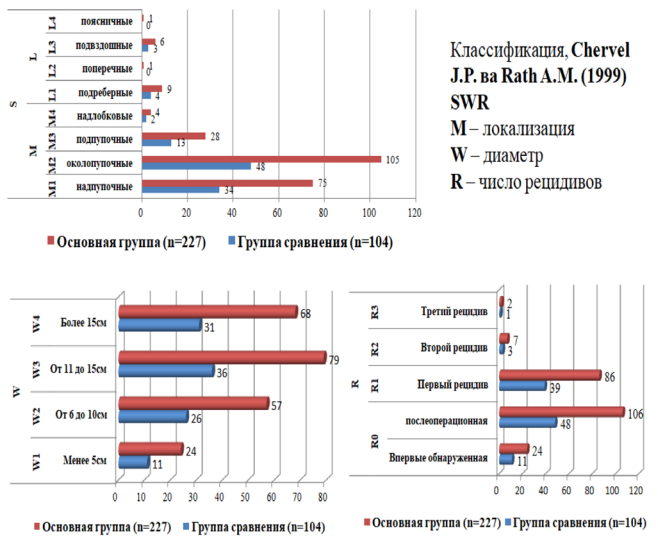 S
L
L4 поясничные 1 0
L3 подвздошные 6 3
L2 поперечные 1 0
L1 подреберные 9 4
M
M4 надлобковые 4 2
M3 подпупочные 28 13
M2 околопупочные 105 48
M1 надпупочные 75 34
0 20 40 60 80 100 120
Основная группа (n=227) Группа сравнения (n=104)
Классификация, Chervel
J.P. ва Rath A.M. (1999)
SWR
M – локализация
W – диаметр
R – число рецидивов
W
W4 Более 15см 68 31
W3 От 11 до 15см 79 36
W2 От 6 до 10см 57 26
W1 Менее 5см 24 11
0 10 20 30 40 50 60 70 80
Основная группа (n=227) Группа сравнения (n=104)
R
R3 Третий рецидив 2 1
R2 Второй рецидив 7 3
R1 Первый рецидив 86 39
R0 послеоперационная 106 48
Впервые обнаруженная 24 11
0 20 40 60 80 100 120
Основная группа (n=227) Группа сравнения (n=104)